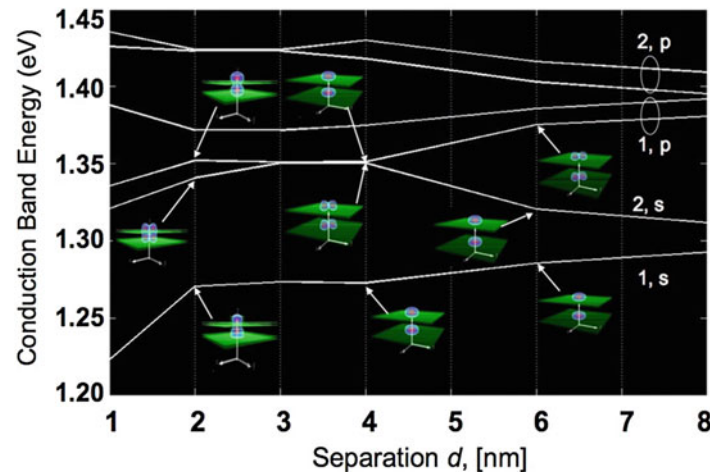 Conduction Band Energy (eV)
1.45
1.40
1.35
1.30
1.25
1.20
2, p
1, p
2, s
1, s
1 2 3 4 5 6 7 8
Separation d, [nm]